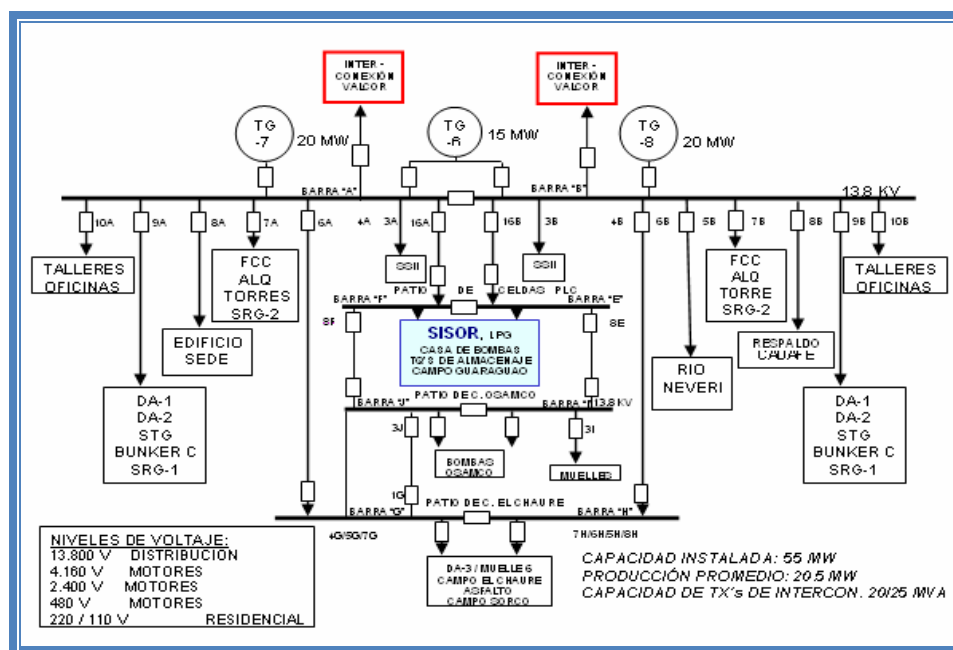 INTER-
CONEXIÓN
VALCOR
INTER-
CONEXIÓN
VALCOR
TG
-7
20 MW
TG
-6
15 MW
TG
-8
20 MW
BARRA "A"
BARRA "B"
13.8 KV
10A
9A
8A
7A
6A
4A
3A
16A
16B
3B
4B
6B
5B
7B
8B
9B
10B
TALLERES
OFICINAS
FCC
ALQ
TORRES
SRG-2
SSII
SSII
FCC
ALQ
TORRE
SRG-2
TALLERES
OFICINAS
PATIO DE CELDAS PLC
BARRA "F"
BARRA "E"
8F
8E
EDIFICIO
SEDE
SISOR, LPG
CASA DE BOMBAS
TG'S DE ALMACENAJE
CAMPO GUARAGUAO
RIO
NEVERI
RESPALDO
CADAFE
DA-1
DA-2
STG
BUNKER C
SRG-1
PATIO DEC. OSAMCO
BARRA "J"
13.8 KV
3J
3I
DA-1
DA-2
STG
BUNKER C
SRG-1
BOMBAS
OSAMCO
MUELLES
1G
PATIO DEC. EL CHAURE
BARRA "G"
BARRA "H"
4G/5G/7G
7H/6H/5H/8H
NIVELES DE VOLTAJE:
13.800 V DISTRIBUCIÓN
4.160 V MOTORES
2.400 V MOTORES
480 V MOTORES
220 / 110 V RESIDENCIAL
DA-3 / MUELLE 6
CAMPO EL CHAURE
ASFALTO
CAMPO SORCO
CAPACIDAD INSTALADA: 55 MW
PRODUCCIÓN PROMEDIO: 20.5 MW
CAPACIDAD DE TX's DE INTERCON. 20/25 MVA